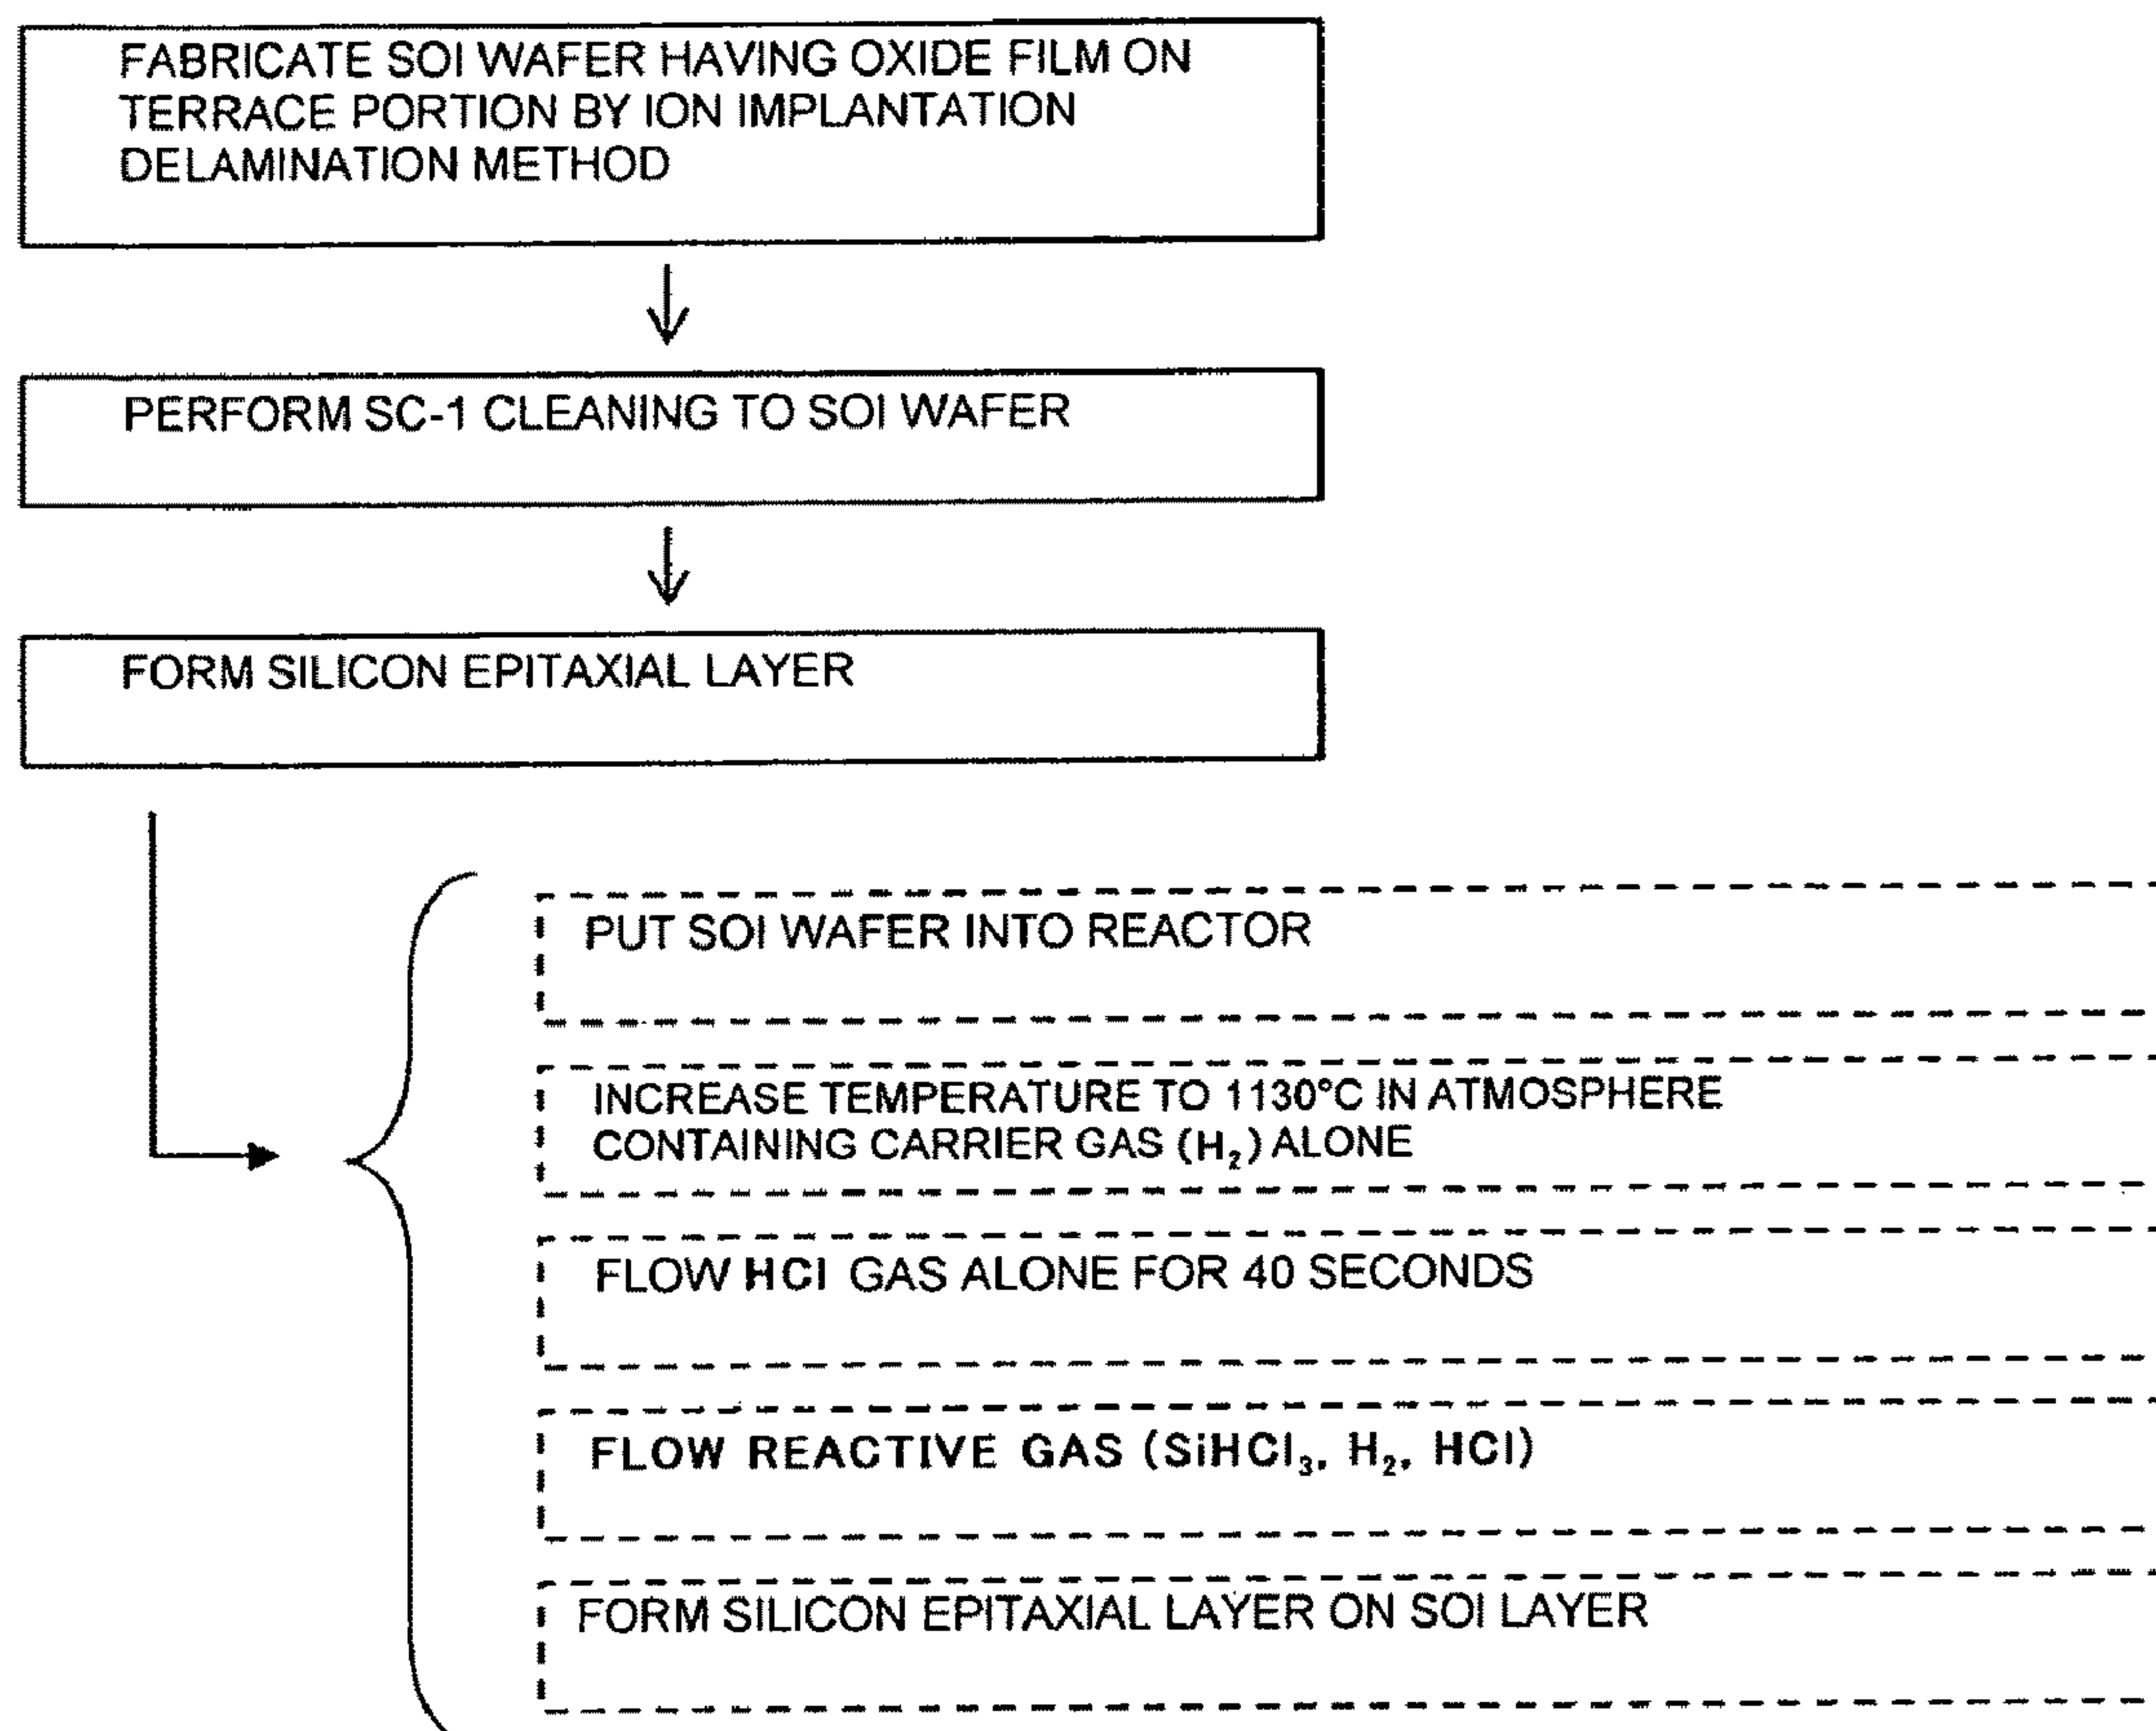 FABRICATE SOI WAFER HAVING OXIDE FILM ON
TERRACE PORTION BY ION IMPLANTATION
DELAMINATION METHOD
PERFORM SC-1 CLEANING TO SOI WAFER
FORM SILICON EPITAXIAL LAYER
PUT SOI WAFER INTO REACTOR
INCREASE TEMPERATURE TO 1130°C IN ATMOSPHERE
CONTAINING CARRIER GAS (H₂) ALONE
FLOW HCl GAS ALONE FOR 40 SECONDS
FLOW REACTIVE GAS (SiHCl₃, H₂, HCl)
FORM SILICON EPITAXIAL LAYER ON SOI LAYER